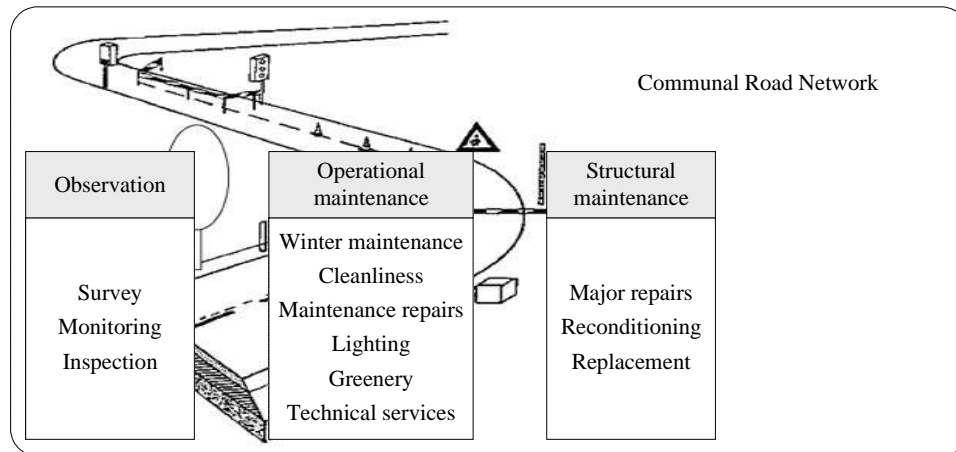 Communal Road Network
Observation
Survey
Monitoring
Inspection
Operational
maintenance
Winter maintenance
Cleanliness
Maintenance repairs
Lighting
Greenery
Technical services
Structural
maintenance
Major repairs
Reconditioning
Replacement